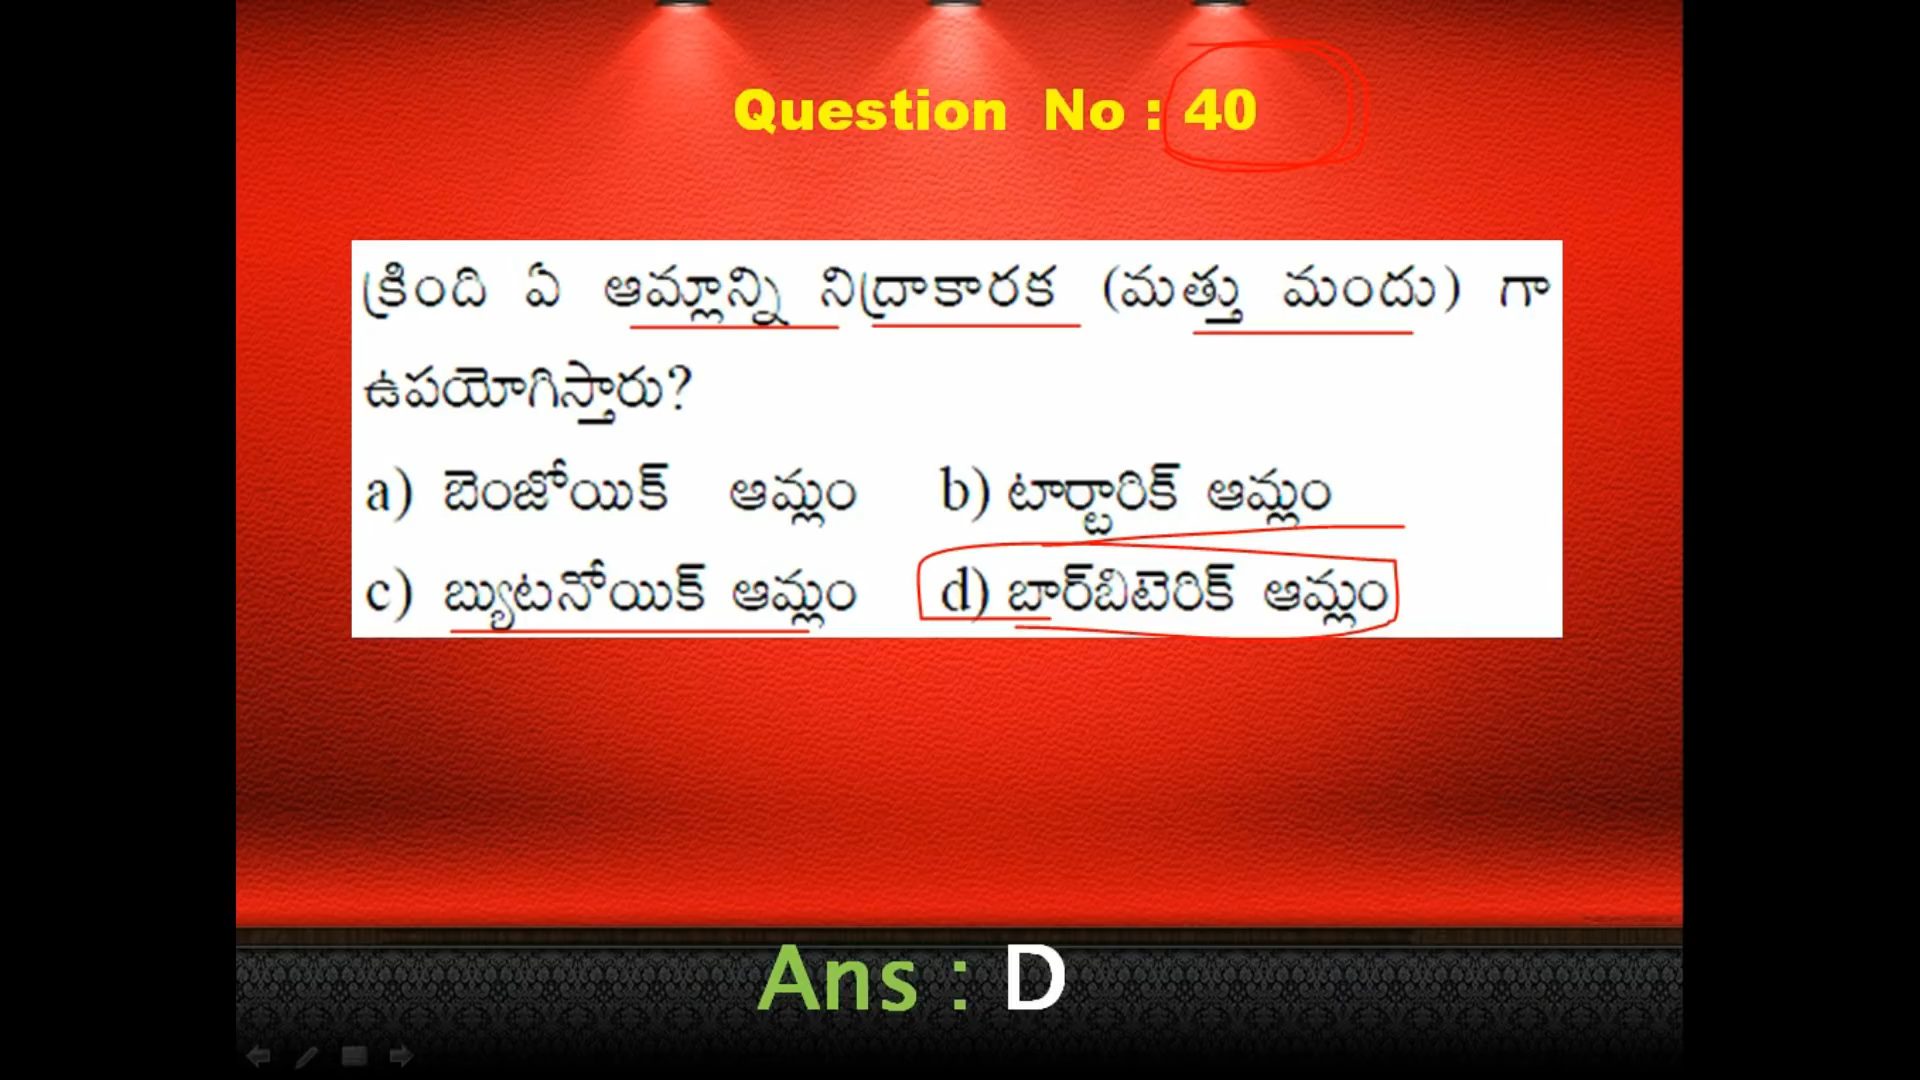 Question No : 40
క్రింది ఏ ఆమ్లాన్ని నిద్రాకారక (మత్తు మందు) గా
ఉపయోగిస్తారు?
a) బెంజోయిక్ ఆమ్లం b) టార్టారిక్ ఆమ్లం
c) బ్యుటనోయిక్ ఆమ్లం d) బార్‌బిటెరిక్ ఆమ్లం
Ans : D